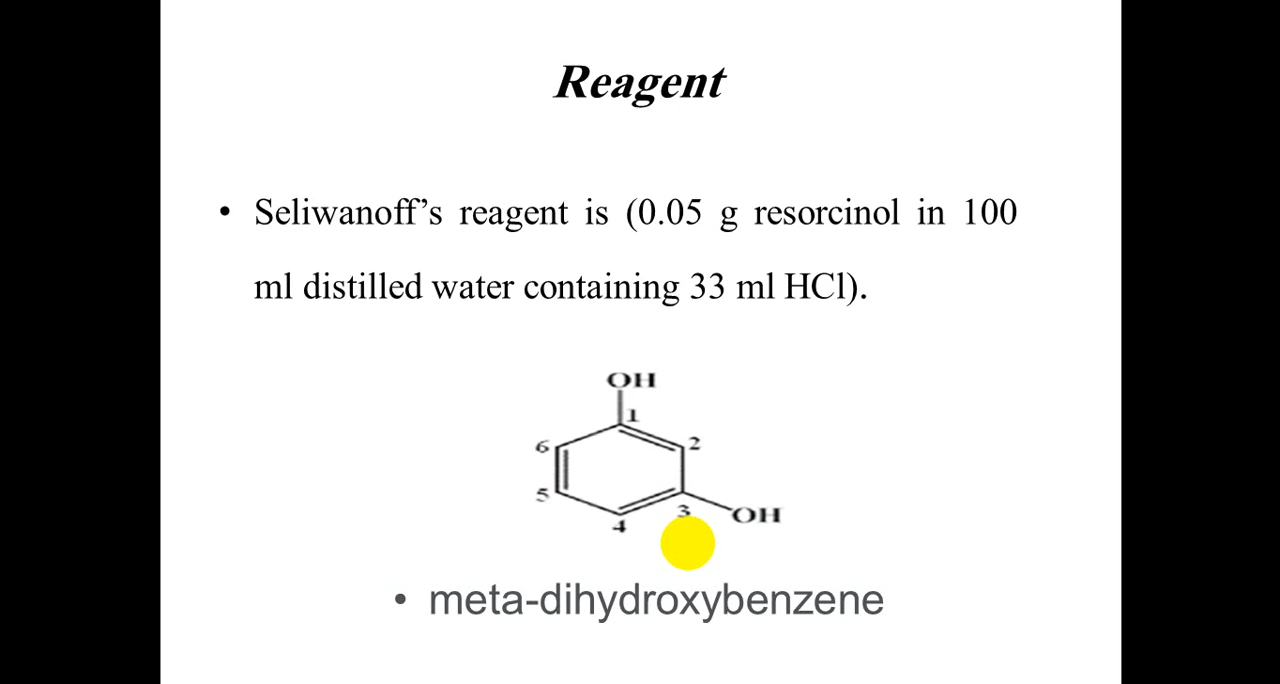 Reagent
• Seliwanoff’s reagent is (0.05 g resorcinol in 100
ml distilled water containing 33 ml HCl).
OH
1
6
2
5
3
OH
4
• meta-dihydroxybenzene